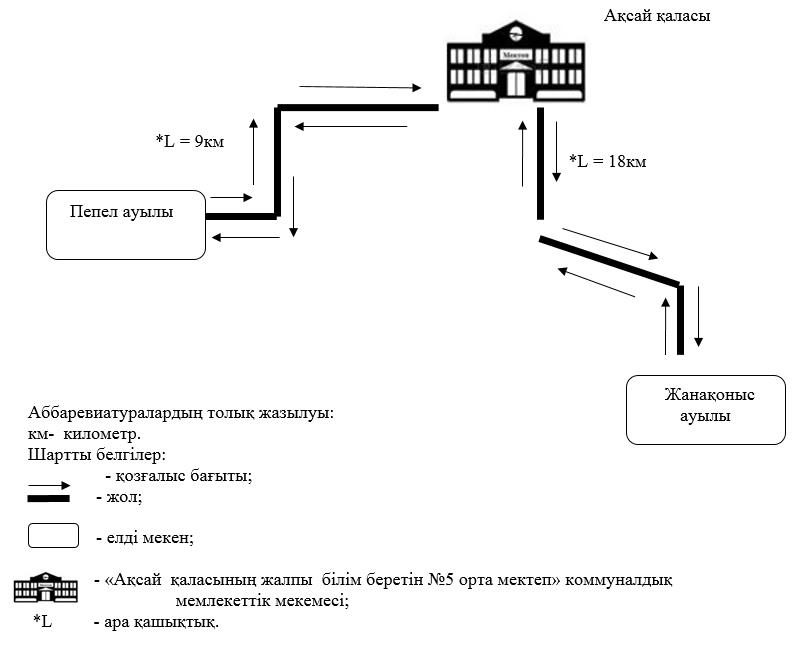 Ақсай қаласы
Мектеп
*L = 9км
*L = 18км
Пепел ауылы
Жанақоныс
ауылы
Аббаревиатуралардың толық жазылуы:
км- километр.
Шартты белгілер:
- қозғалыс бағыты;
- жол;
- елді мекен;
- «Ақсай қаласының жалпы білім беретін №5 орта мектеп» коммуналдық
мемлекеттік мекемесі;
*L - ара қашықтық.